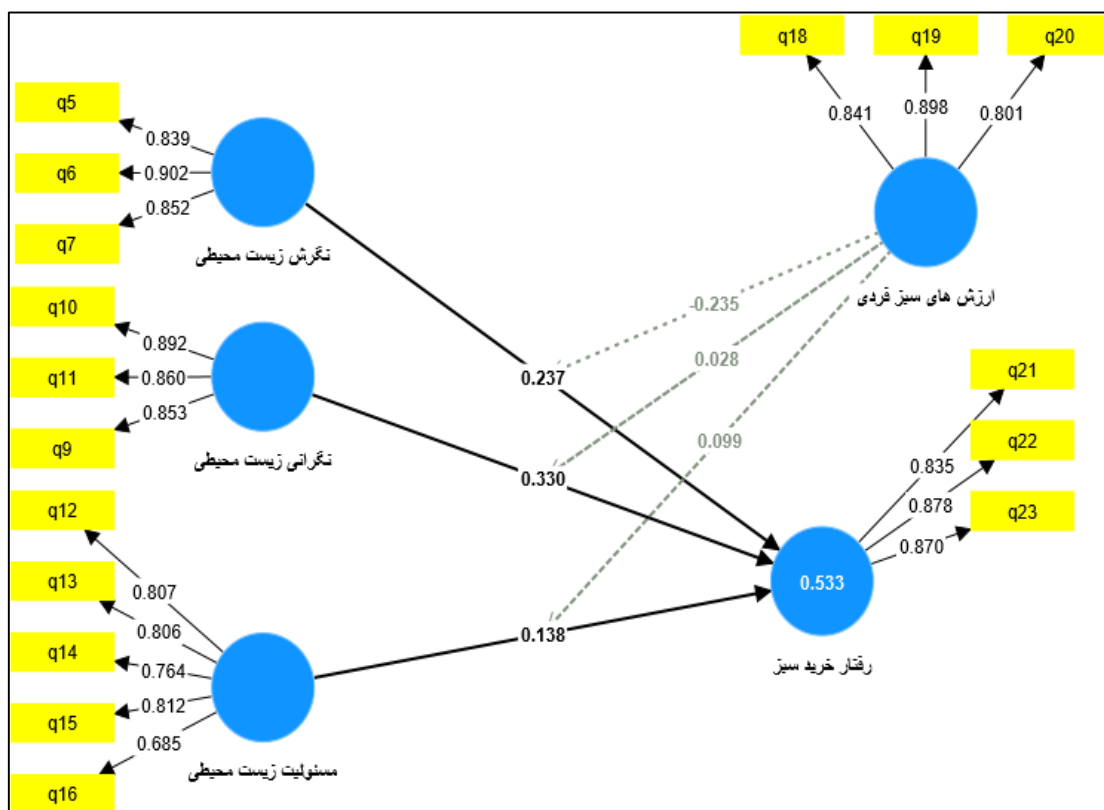 q18
q19
q20
0.841
0.898
0.801
ارزش های سبز فردی
q5
q6
q7
0.839
0.902
0.852
نگرش زیست محیطی
q10
q11
q9
0.892
0.860
0.853
نگرانی زیست محیطی
q12
q13
q14
q15
q16
0.807
0.806
0.764
0.812
0.685
مسئولیت زیست محیطی
-0.235
0.028
0.099
0.237
0.330
0.138
q21
q22
q23
0.835
0.878
0.870
0.533
رفتار خرید سبز